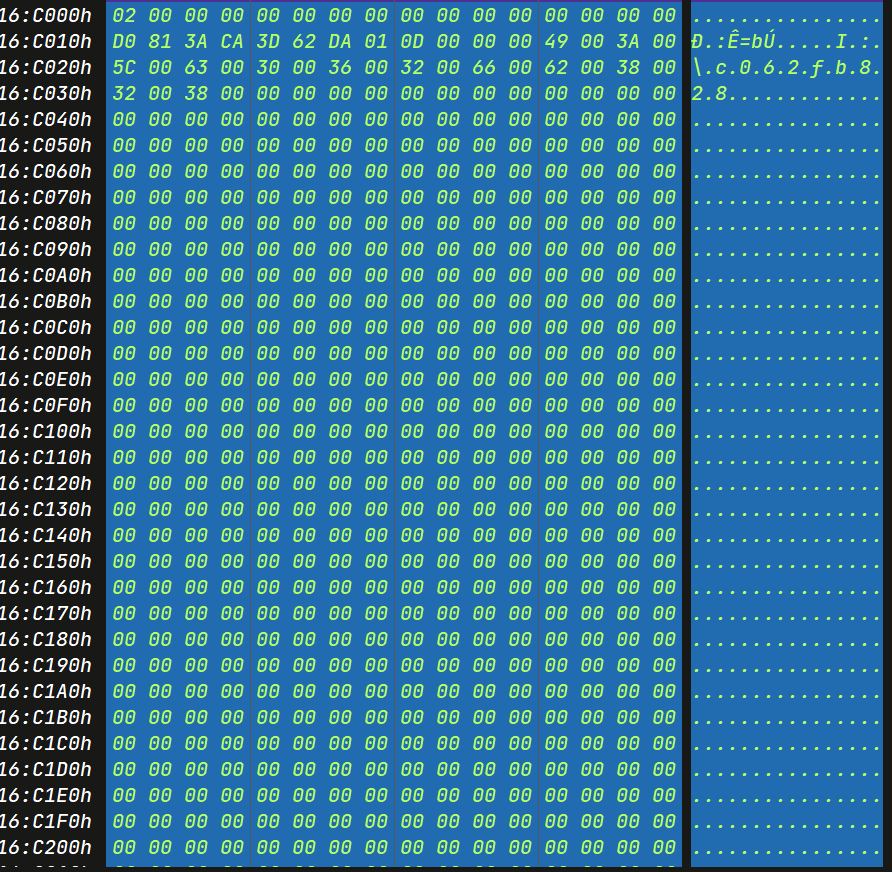 16:C000h 02 00 00 00 00 00 00 00 00 00 00 00 00 00 00 00 ................
16:C010h D0 81 3A CA 3D 62 DA 01 0D 00 00 00 49 00 3A 00 Ð.:Ê=bÚ.....I.:.
16:C020h 5C 00 63 00 30 00 36 00 32 00 66 00 62 00 38 00 \.c.0.6.2.f.b.8.
16:C030h 32 00 38 00 00 00 00 00 00 00 00 00 00 00 00 00 2.8.............
16:C040h 00 00 00 00 00 00 00 00 00 00 00 00 00 00 00 00 ................
16:C050h 00 00 00 00 00 00 00 00 00 00 00 00 00 00 00 00 ................
16:C060h 00 00 00 00 00 00 00 00 00 00 00 00 00 00 00 00 ................
16:C070h 00 00 00 00 00 00 00 00 00 00 00 00 00 00 00 00 ................
16:C080h 00 00 00 00 00 00 00 00 00 00 00 00 00 00 00 00 ................
16:C090h 00 00 00 00 00 00 00 00 00 00 00 00 00 00 00 00 ................
16:C0A0h 00 00 00 00 00 00 00 00 00 00 00 00 00 00 00 00 ................
16:C0B0h 00 00 00 00 00 00 00 00 00 00 00 00 00 00 00 00 ................
16:C0C0h 00 00 00 00 00 00 00 00 00 00 00 00 00 00 00 00 ................
16:C0D0h 00 00 00 00 00 00 00 00 00 00 00 00 00 00 00 00 ................
16:C0E0h 00 00 00 00 00 00 00 00 00 00 00 00 00 00 00 00 ................
16:C0F0h 00 00 00 00 00 00 00 00 00 00 00 00 00 00 00 00 ................
16:C100h 00 00 00 00 00 00 00 00 00 00 00 00 00 00 00 00 ................
16:C110h 00 00 00 00 00 00 00 00 00 00 00 00 00 00 00 00 ................
16:C120h 00 00 00 00 00 00 00 00 00 00 00 00 00 00 00 00 ................
16:C130h 00 00 00 00 00 00 00 00 00 00 00 00 00 00 00 00 ................
16:C140h 00 00 00 00 00 00 00 00 00 00 00 00 00 00 00 00 ................
16:C150h 00 00 00 00 00 00 00 00 00 00 00 00 00 00 00 00 ................
16:C160h 00 00 00 00 00 00 00 00 00 00 00 00 00 00 00 00 ................
16:C170h 00 00 00 00 00 00 00 00 00 00 00 00 00 00 00 00 ................
16:C180h 00 00 00 00 00 00 00 00 00 00 00 00 00 00 00 00 ................
16:C190h 00 00 00 00 00 00 00 00 00 00 00 00 00 00 00 00 ................
16:C1A0h 00 00 00 00 00 00 00 00 00 00 00 00 00 00 00 00 ................
16:C1B0h 00 00 00 00 00 00 00 00 00 00 00 00 00 00 00 00 ................
16:C1C0h 00 00 00 00 00 00 00 00 00 00 00 00 00 00 00 00 ................
16:C1D0h 00 00 00 00 00 00 00 00 00 00 00 00 00 00 00 00 ................
16:C1E0h 00 00 00 00 00 00 00 00 00 00 00 00 00 00 00 00 ................
16:C1F0h 00 00 00 00 00 00 00 00 00 00 00 00 00 00 00 00 ................
16:C200h 00 00 00 00 00 00 00 00 00 00 00 00 00 00 00 00 ................